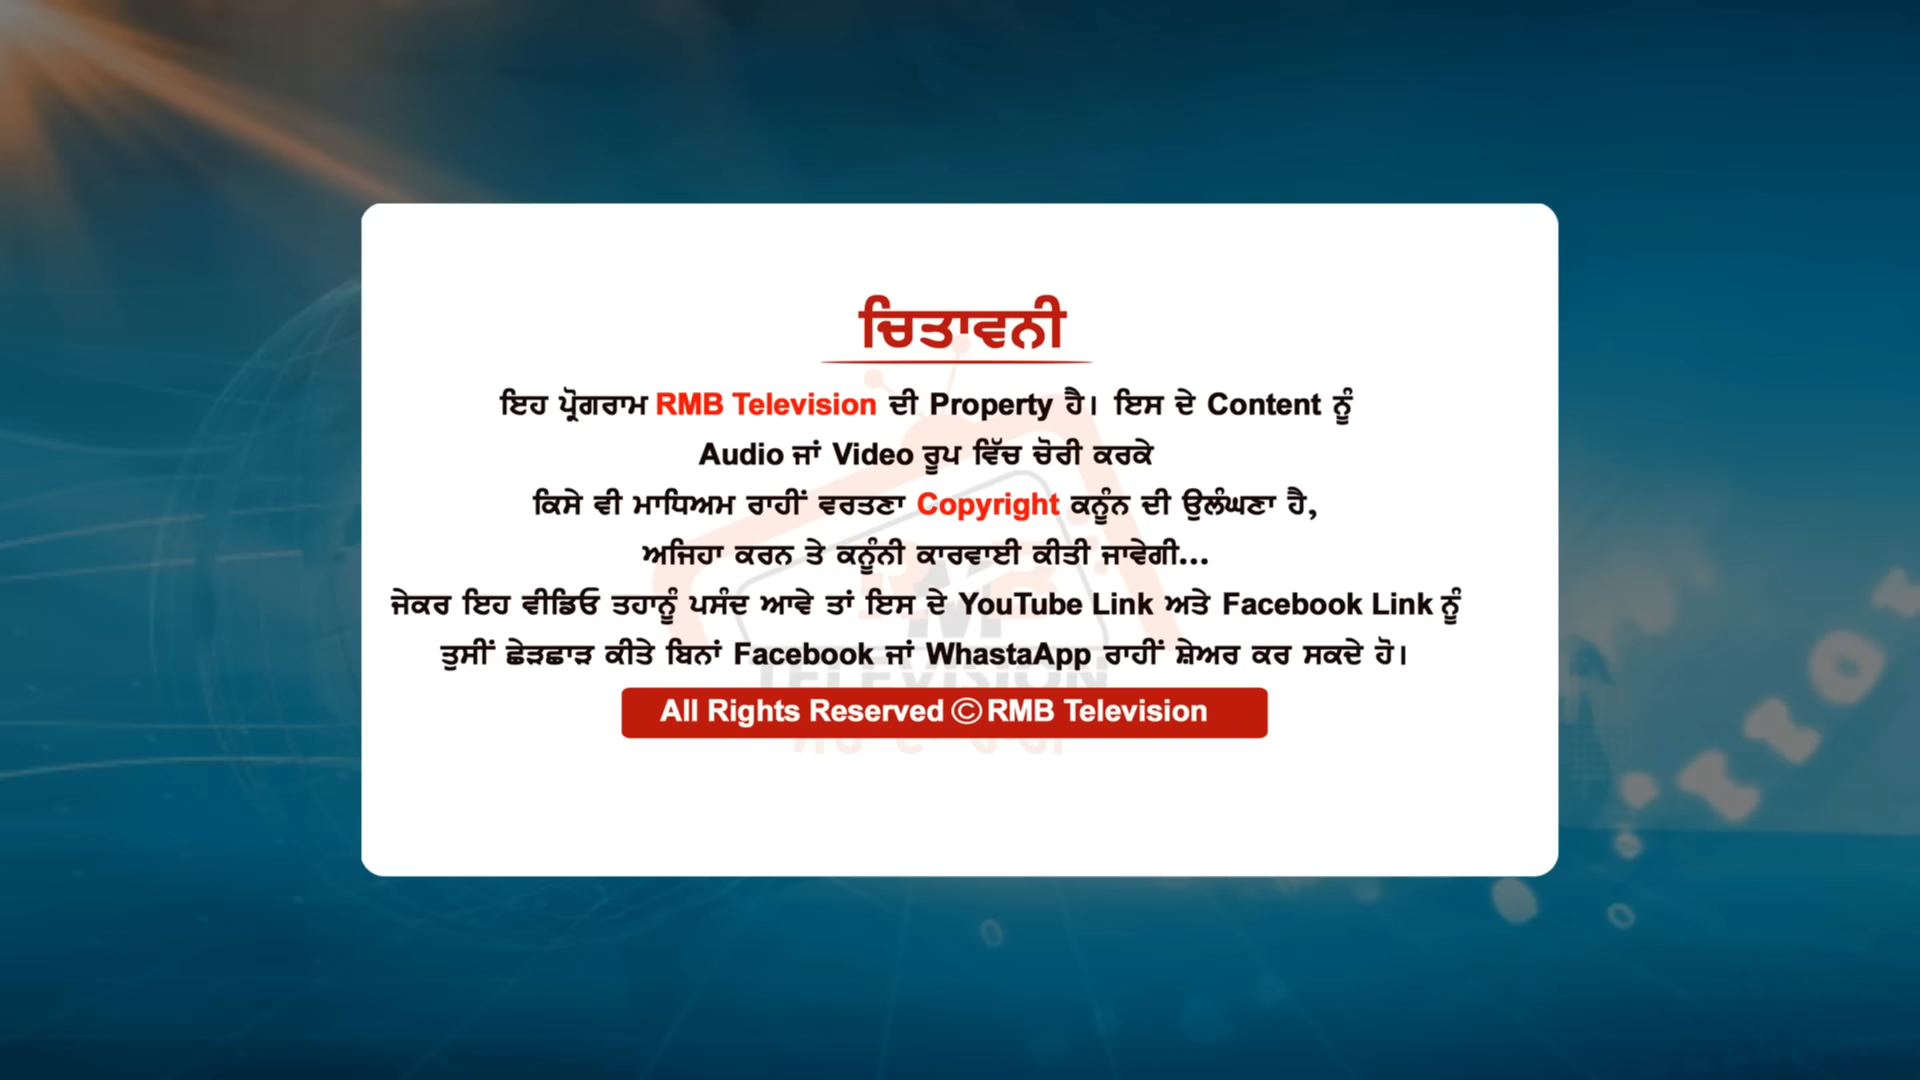 ਚਿਤਾਵਨੀ
ਇਹ ਪ੍ਰੋਗਰਾਮ RMB Television ਦੀ Property ਹੈ। ਇਸ ਦੇ Content ਨੂੰ
Audio ਜਾਂ Video ਰੂਪ ਵਿੱਚ ਚੋਰੀ ਕਰਕੇ
ਕਿਸੇ ਵੀ ਮਾਧਿਅਮ ਰਾਹੀਂ ਵਰਤਣਾ Copyright ਕਨੂੰਨ ਦੀ ਉਲੰਘਣਾ ਹੈ,
ਅਜਿਹਾ ਕਰਨ ਤੇ ਕਨੂੰਨੀ ਕਾਰਵਾਈ ਕੀਤੀ ਜਾਵੇਗੀ...
ਜੇਕਰ ਇਹ ਵੀਡਿਓ ਤਹਾਨੂੰ ਪਸੰਦ ਆਵੇ ਤਾਂ ਇਸ ਦੇ YouTube Link ਅਤੇ Facebook Link ਨੂੰ
ਤੁਸੀਂ ਛੇੜਛਾੜ ਕੀਤੇ ਬਿਨਾਂ Facebook ਜਾਂ WhastaApp ਰਾਹੀਂ ਸ਼ੇਅਰ ਕਰ ਸਕਦੇ ਹੋ।
TELEVISION
All Rights Reserved © RMB Television